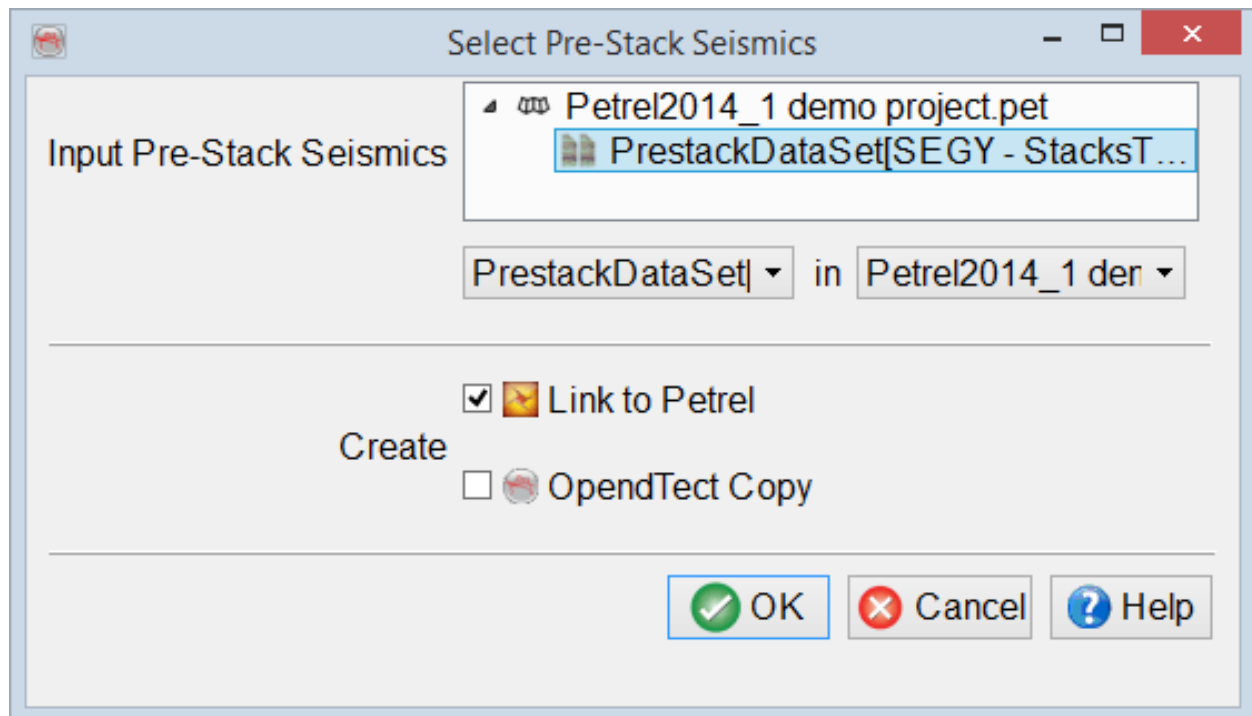 Select Pre-Stack Seismics
Input Pre-Stack Seismics
Petrel2014_1 demo project.pet
PrestackDataSet[SEGY - StacksT...
PrestackDataSet[ in Petrel2014_1 der
Create
Link to Petrel
OpendTect Copy
OK Cancel Help